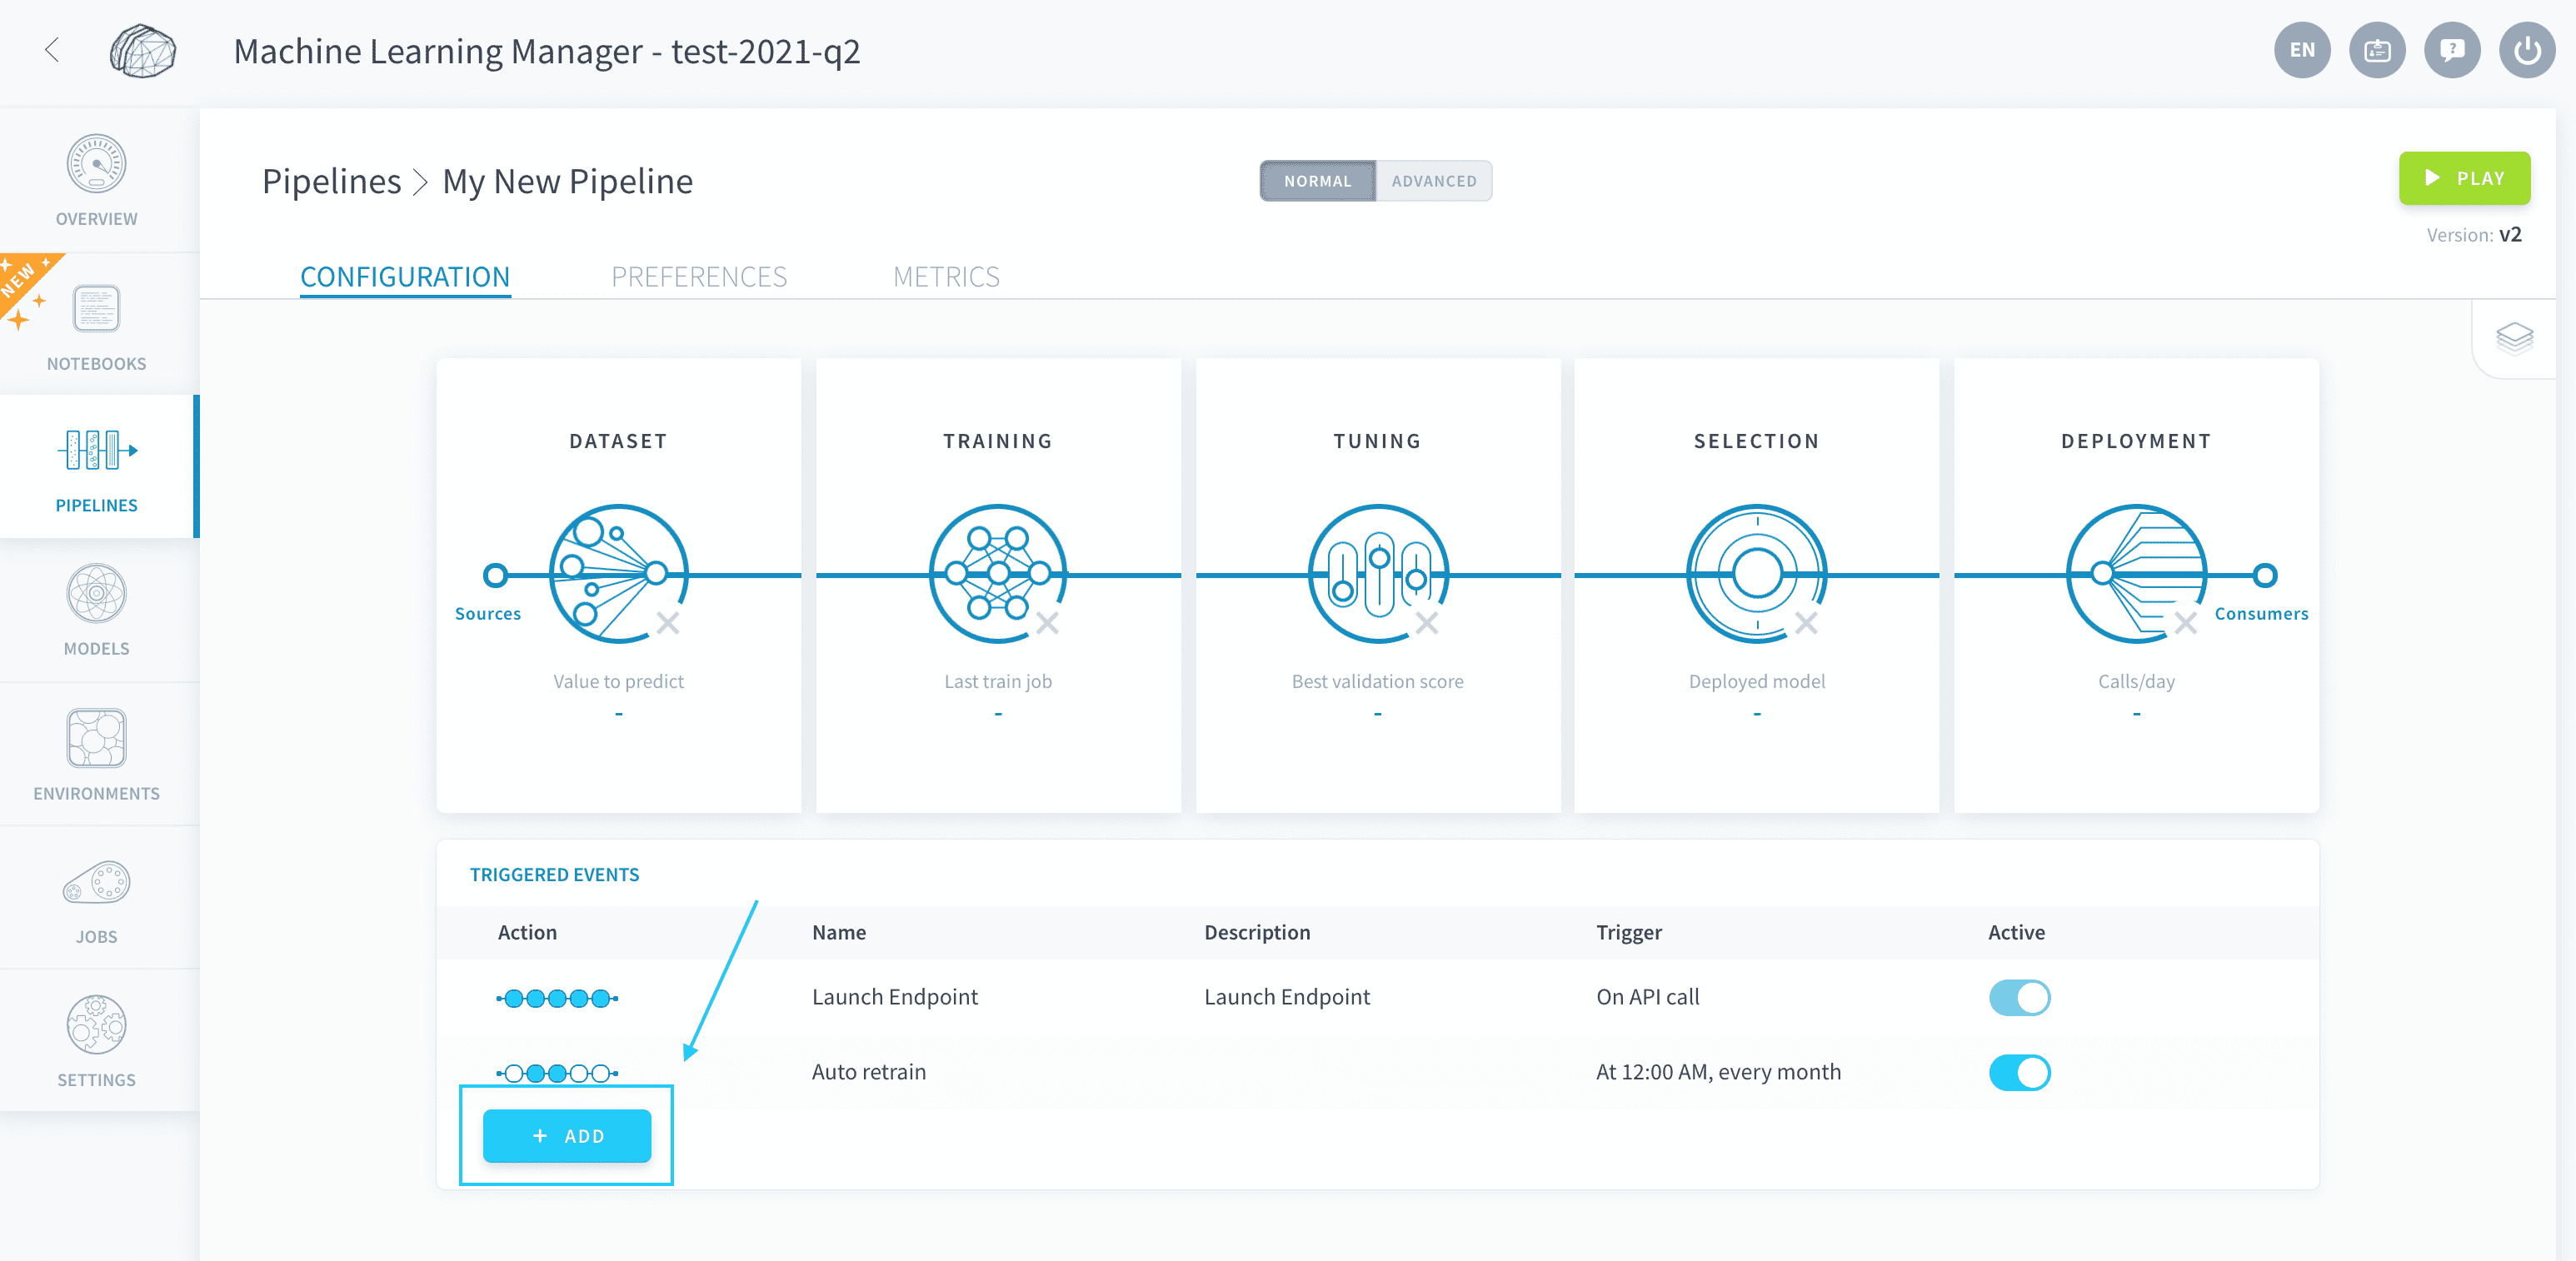 Machine Learning Manager - test-2021-q2
EN
?
OVERVIEW
NEW
NOTEBOOKS
PIPELINES
MODELS
ENVIRONMENTS
JOBS
SETTINGS
Pipelines > My New Pipeline
NORMAL ADVANCED
PLAY
Version: v2
CONFIGURATION PREFERENCES METRICS
DATASET
Sources
Value to predict
-
TRAINING
Last train job
-
TUNING
Best validation score
-
SELECTION
Deployed model
-
DEPLOYMENT
Consumers
Calls/day
-
TRIGGERED EVENTS
Action Name Description Trigger Active
Launch Endpoint Launch Endpoint On API call
Auto retrain At 12:00 AM, every month
+ ADD